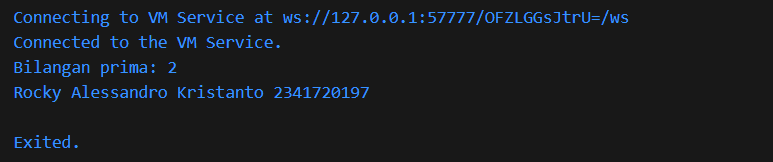 Connecting to VM Service at ws://127.0.0.1:57777/OFZLGGsJtrU=/ws
Connected to the VM Service.
Bilangan prima: 2
Rocky Alessandro Kristanto 2341720197
Exited.